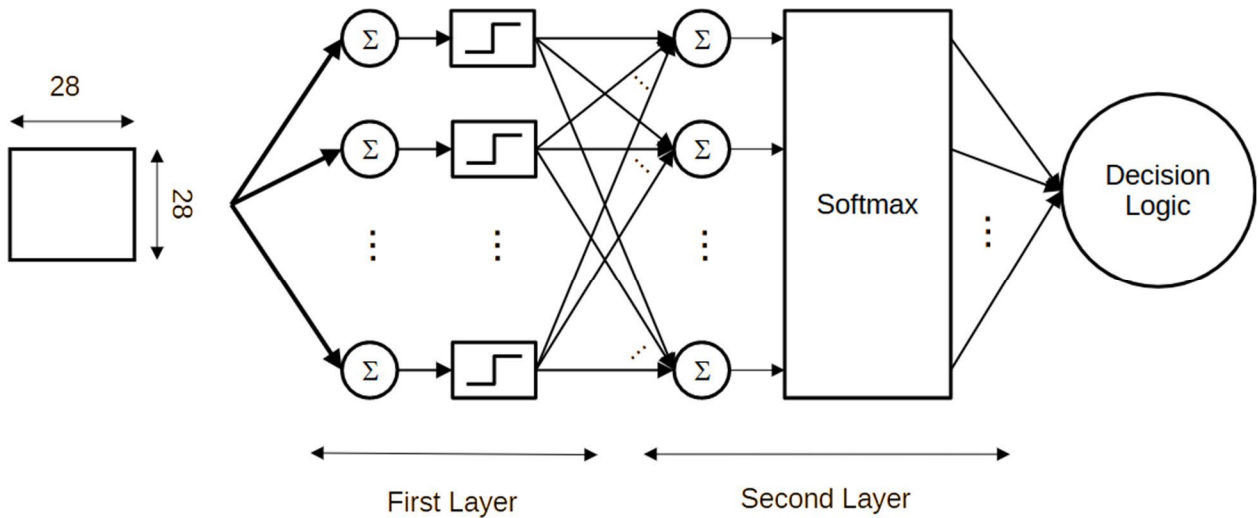 28
28
Σ
Σ
Σ
Σ
Σ
Σ
Softmax
Decision
Logic
First Layer
Second Layer